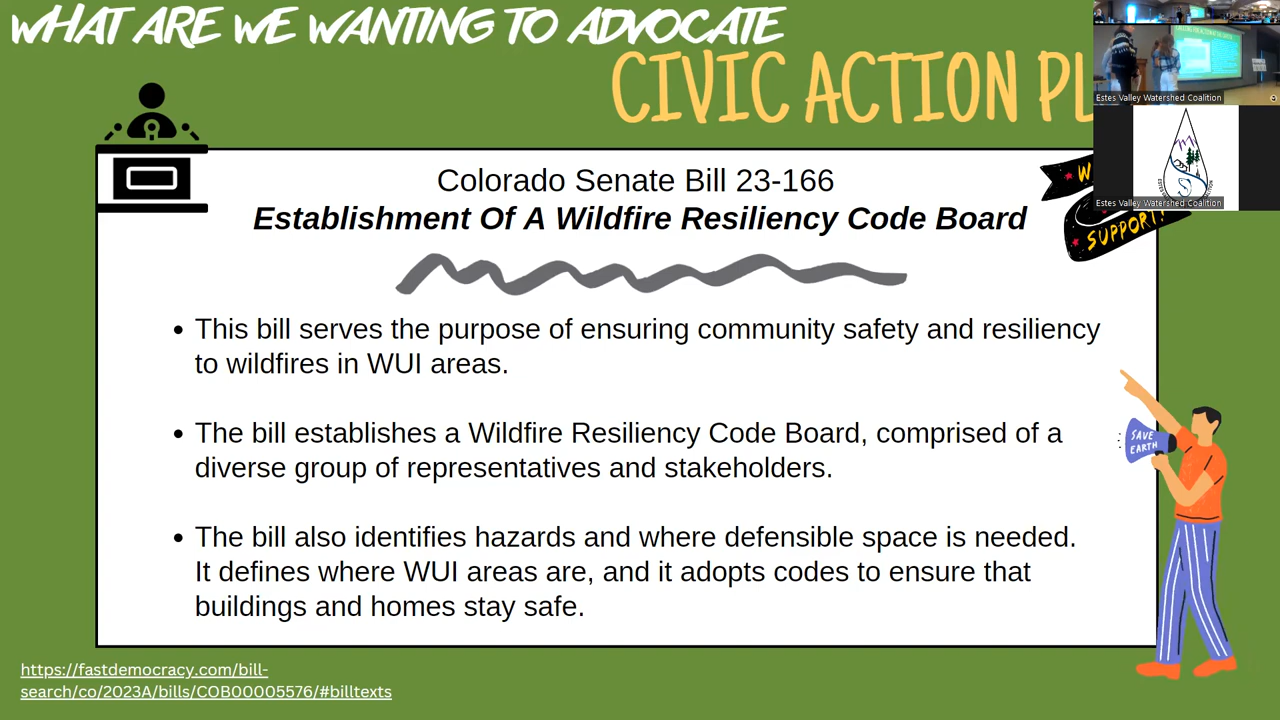 WHAT ARE WE WANTING TO ADVOCATE
CIVIC ACTION PL
Estes Valley Watershed Coalition
Estes Valley Watershed Coalition
Colorado Senate Bill 23-166
Establishment Of A Wildfire Resiliency Code Board
SUPPORT!
• This bill serves the purpose of ensuring community safety and resiliency
to wildfires in WUI areas.
• The bill establishes a Wildfire Resiliency Code Board, comprised of a
diverse group of representatives and stakeholders.
SAVE
EARTH
• The bill also identifies hazards and where defensible space is needed.
It defines where WUI areas are, and it adopts codes to ensure that
buildings and homes stay safe.
https://fastdemocracy.com/bill-
search/co/2023A/bills/COB00005576/#billtexts